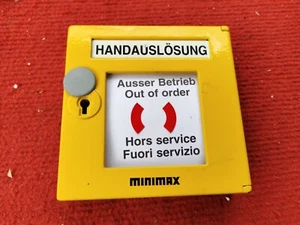 HANDAUSLÖSUNG
Ausser Betrieb
Out of order
Hors service
Fuori servizio
MINIMAX